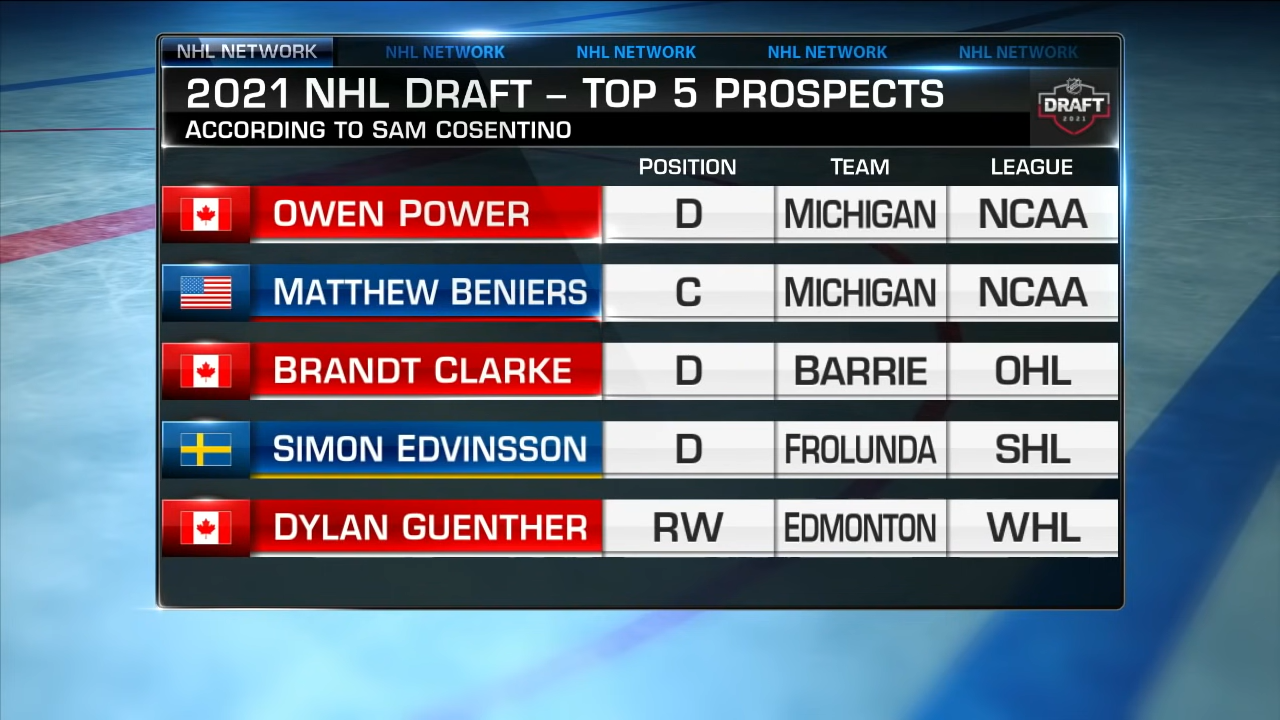 NHL NETWORK NHL NETWORK NHL NETWORK NHL NETWORK NHL NETWORK
2021 NHL DRAFT – TOP 5 PROSPECTS
ACCORDING TO SAM COSENTINO
NHL
DRAFT
2021
POSITION TEAM LEAGUE
OWEN POWER D MICHIGAN NCAA
MATTHEW BENIERS C MICHIGAN NCAA
BRANDT CLARKE D BARRIE OHL
SIMON EDVINSSON D FROLUNDA SHL
DYLAN GUENTHER RW EDMONTON WHL